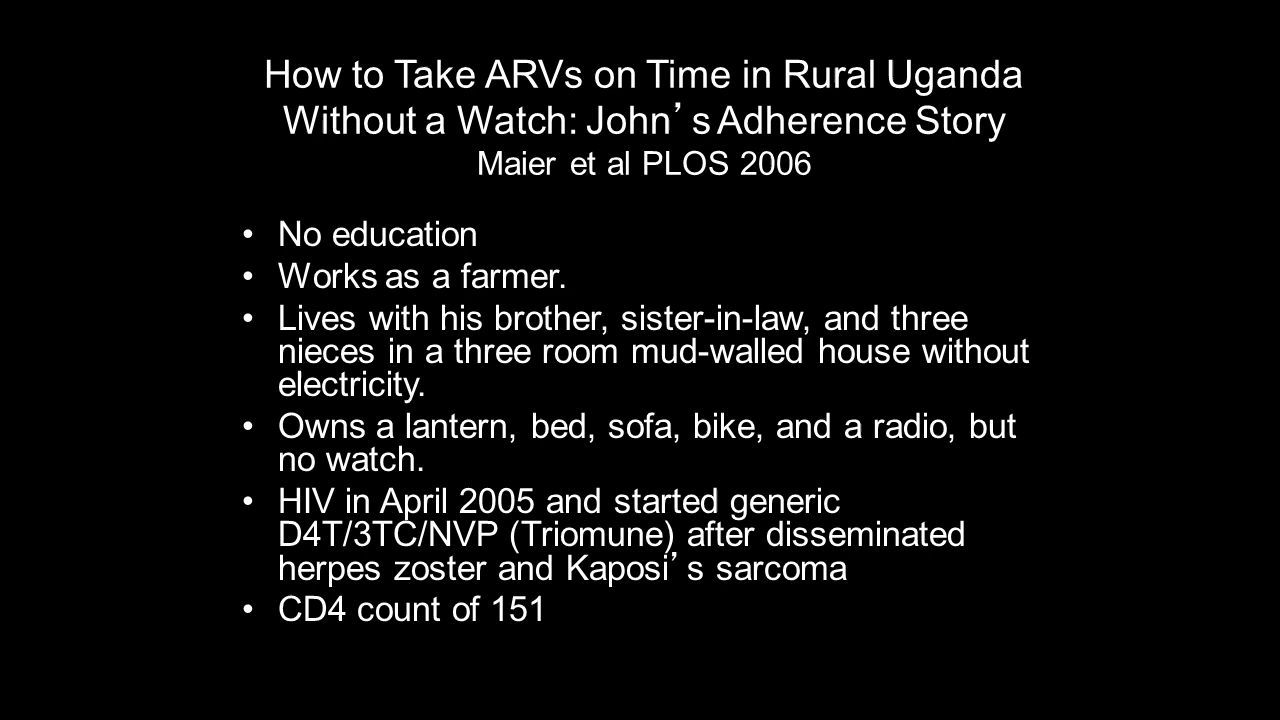 How to Take ARVs on Time in Rural Uganda
Without a Watch: John’s Adherence Story
Maier et al PLOS 2006
• No education
• Works as a farmer.
• Lives with his brother, sister-in-law, and three
nieces in a three room mud-walled house without
electricity.
• Owns a lantern, bed, sofa, bike, and a radio, but
no watch.
• HIV in April 2005 and started generic
D4T/3TC/NVP (Triomune) after disseminated
herpes zoster and Kaposi’s sarcoma
• CD4 count of 151